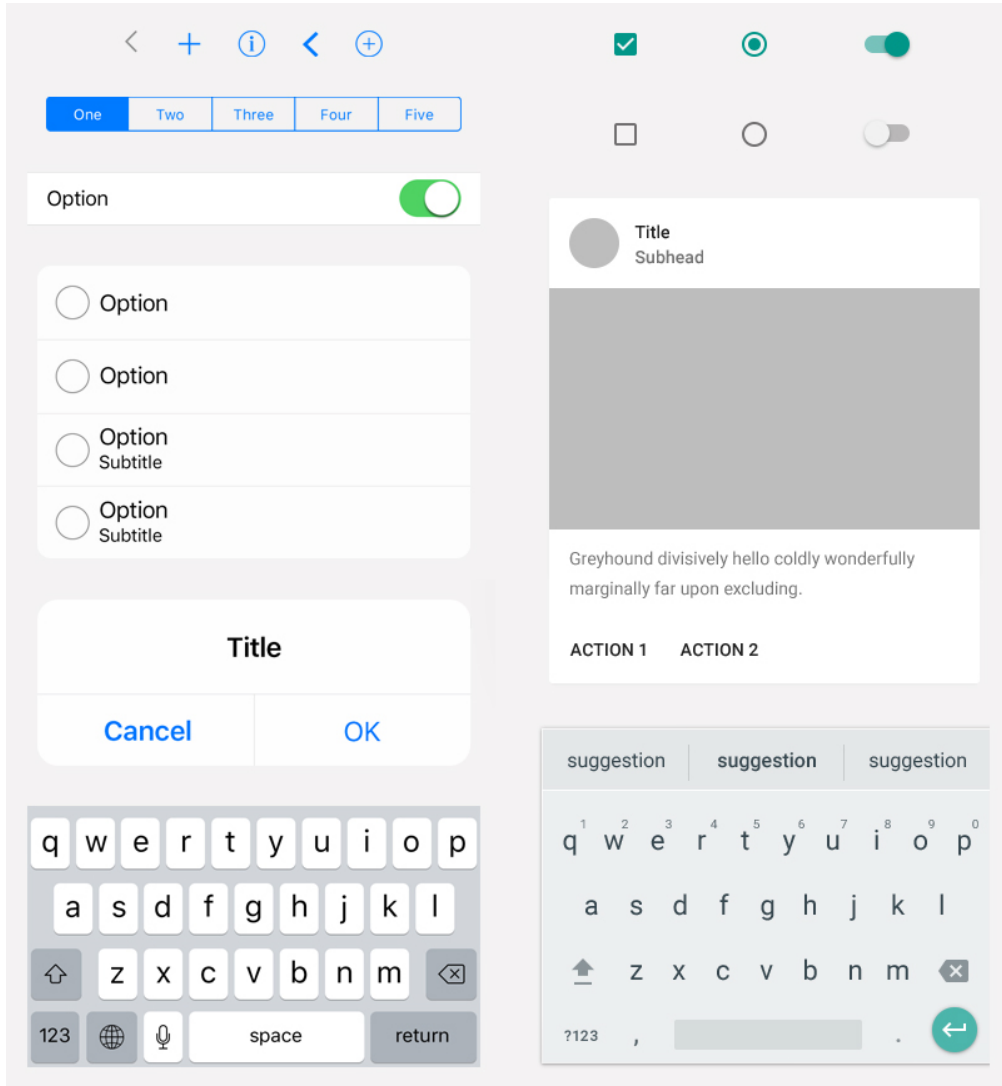 One Two Three Four Five
Option
Option
Option
Option
Subtitle
Option
Subtitle
Title
Cancel OK
q w e r t y u i o p
a s d f g h j k l
z x c v b n m
123 space return
Title
Subhead
Greyhound divisively hello coldly wonderfully
marginally far upon excluding.
ACTION 1 ACTION 2
suggestion suggestion suggestion
1 2 3 4 5 6 7 8 9 0
q w e r t y u i o p
a s d f g h j k l
z x c v b n m
?123 , .